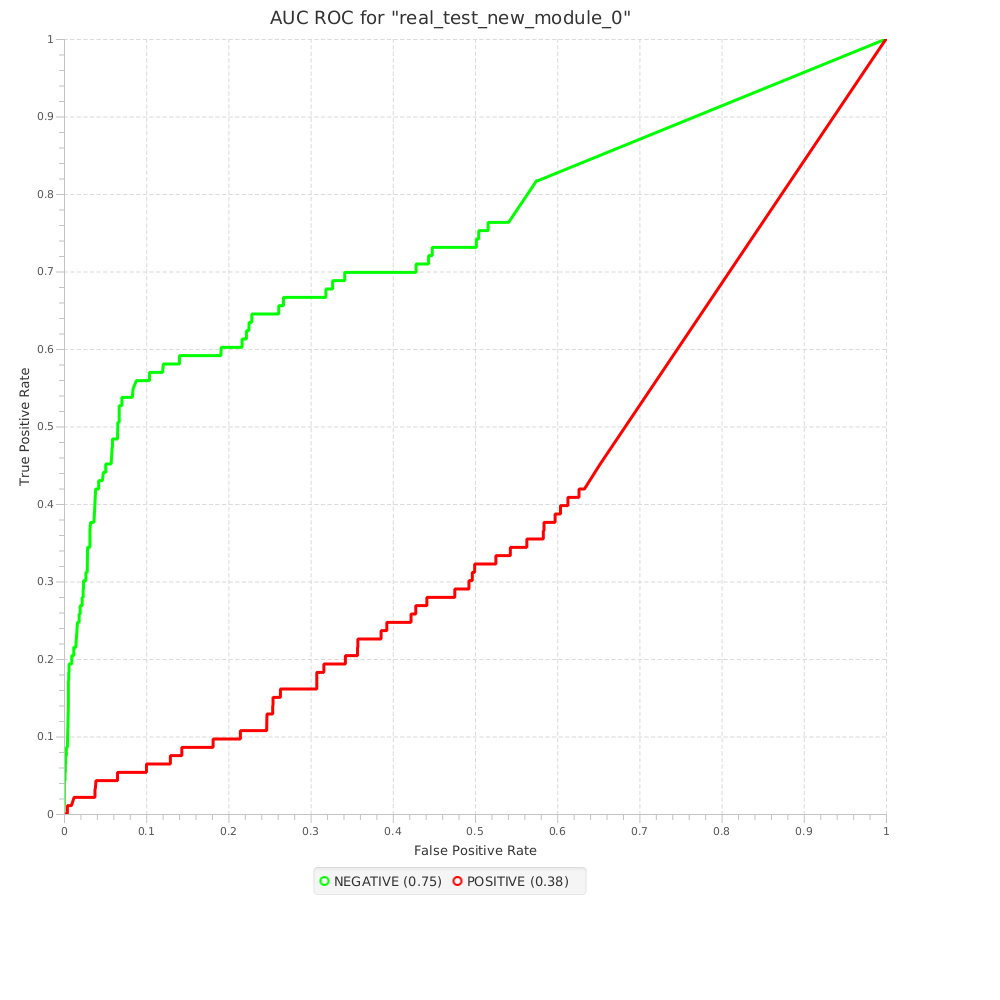 AUC ROC for "real_test_new_module_0"
1
0.9
0.8
0.7
0.6
0.5
0.4
0.3
0.2
0.1
0
True Positive Rate
0 0.1 0.2 0.3 0.4 0.5 0.6 0.7 0.8 0.9 1
False Positive Rate
NEGATIVE (0.75) POSITIVE (0.38)